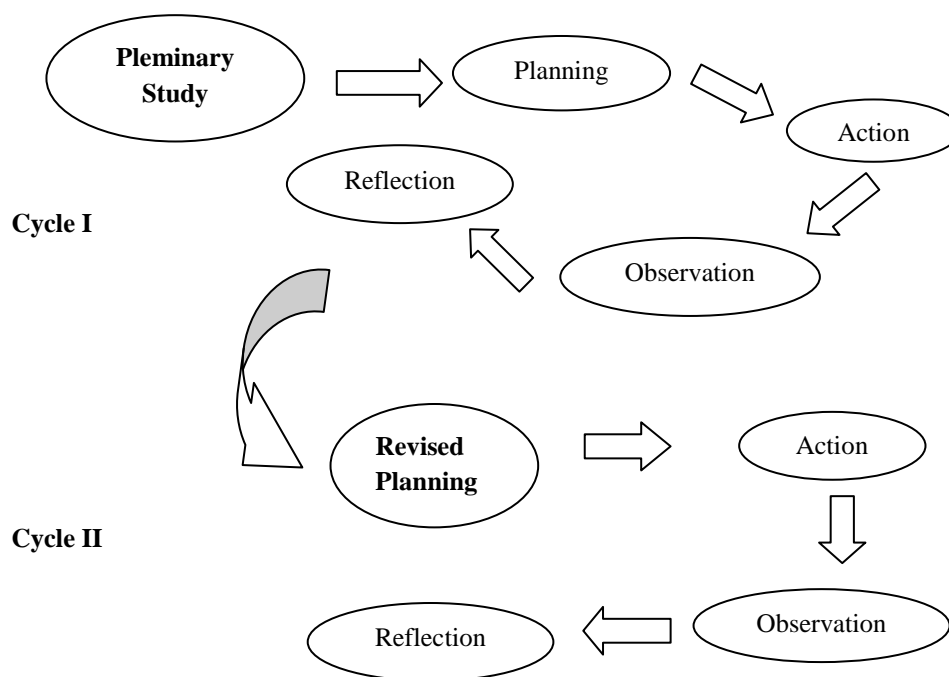 Pleminary
Study
Planning
Action
Reflection
Cycle I
Observation
Revised
Planning
Action
Cycle II
Observation
Reflection